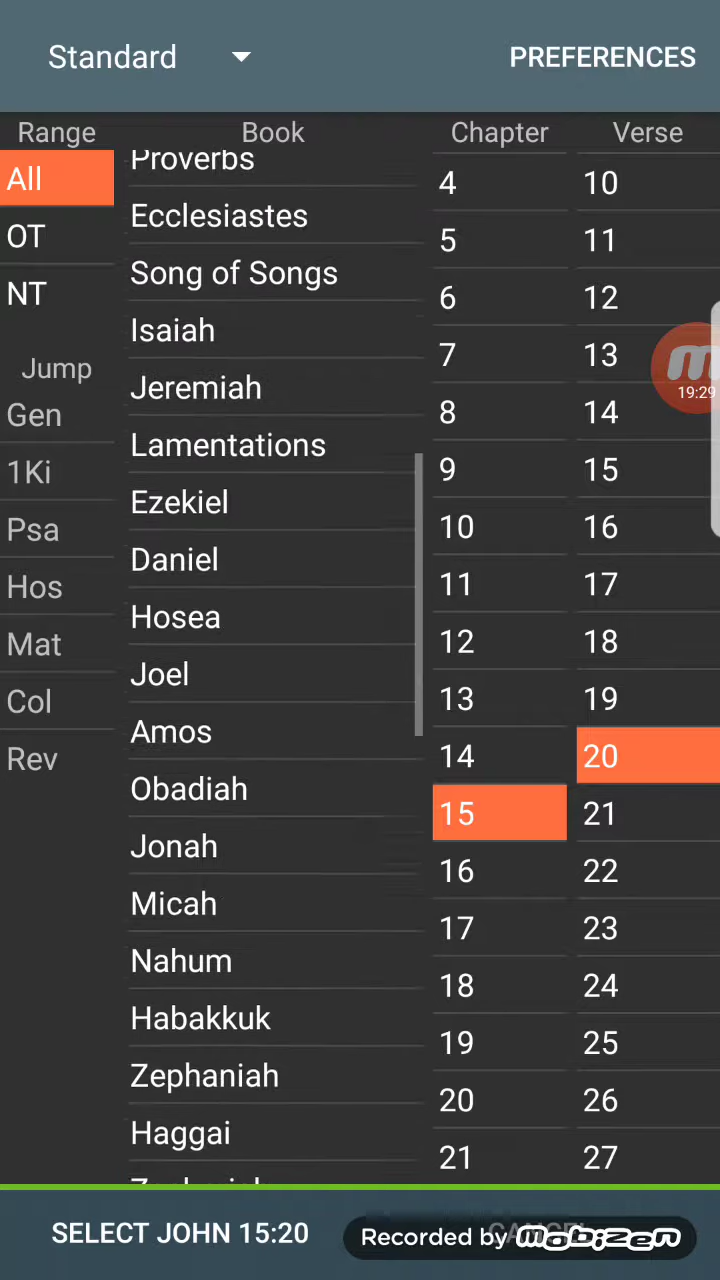 Standard
PREFERENCES
Range
Book
Chapter
Verse
All
OT
NT
Jump
Gen
1Ki
Psa
Hos
Mat
Col
Rev
Proverbs
Ecclesiastes
Song of Songs
Isaiah
Jeremiah
Lamentations
Ezekiel
Daniel
Hosea
Joel
Amos
Obadiah
Jonah
Micah
Nahum
Habakkuk
Zephaniah
Haggai
4
5
6
7
8
9
10
11
12
13
14
15
16
17
18
19
20
21
10
11
12
13
14
15
16
17
18
19
20
21
22
23
24
25
26
27
19:29
SELECT JOHN 15:20
Recorded by mobizen